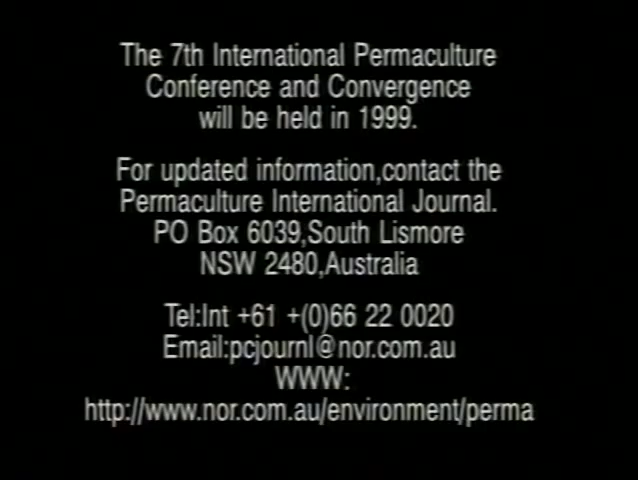 The 7th International Permaculture
Conference and Convergence
will be held in 1999.
For updated information,contact the
Permaculture International Journal.
PO Box 6039,South Lismore
NSW 2480,Australia
Tel:Int +61 +(0)66 22 0020
Email:pcjournl@nor.com.au
WWW:
http://www.nor.com.au/environment/perma